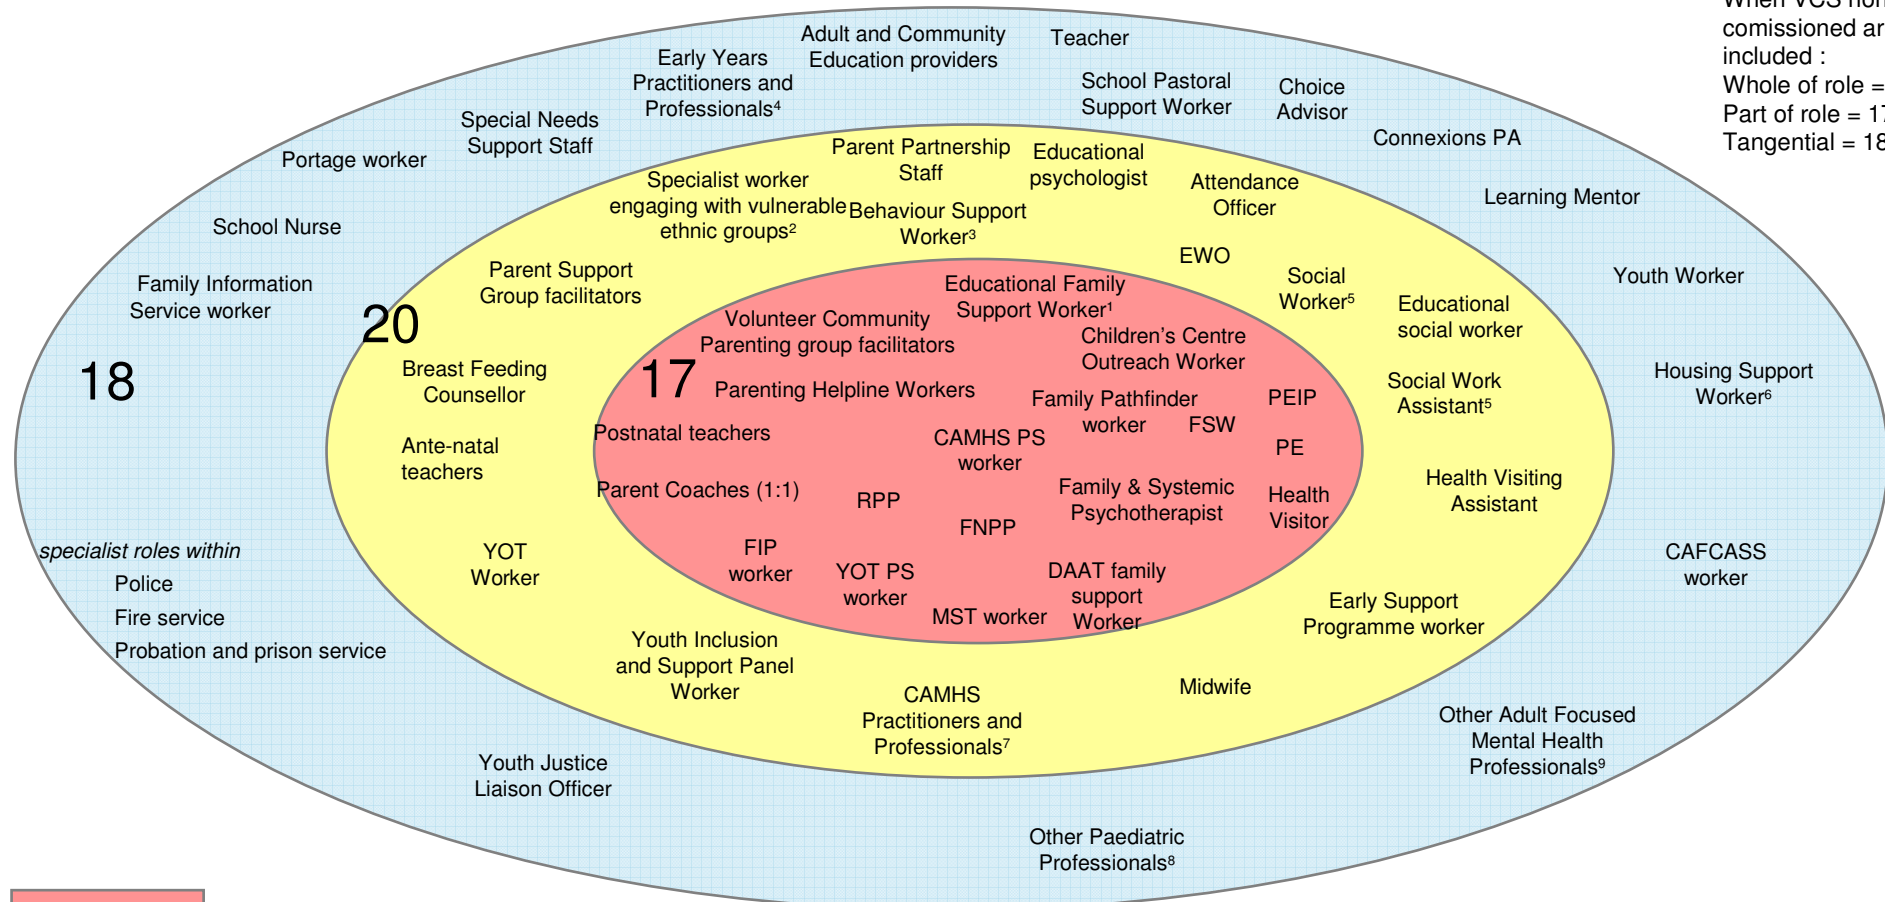 When VCS non
comissioned ar
included :
Whole of role =
Part of role = 17
Tangential = 18
Adult and Community
Education providers
Teacher
Early Years
Practitioners and
Professionals⁴
School Pastoral
Support Worker
Choice
Advisor
Special Needs
Support Staff
Connexions PA
Portage worker
Learning Mentor
School Nurse
Youth Worker
Family Information
Service worker
18
Housing Support
Worker⁶
specialist roles within
Police
Fire service
Probation and prison service
CAFCASS
worker
Youth Justice
Liaison Officer
Other Adult Focused
Mental Health
Professionals⁹
Other Paediatric
Professionals⁸
Parent Partnership
Staff
Educational
psychologist
Specialist worker
engaging with vulnerable
ethnic groups²
Behaviour Support
Worker³
Attendance
Officer
EWO
Parent Support
Group facilitators
Social
Worker⁵
Educational
social worker
20
Breast Feeding
Counsellor
Social Work
Assistant⁵
Ante-natal
teachers
Health Visiting
Assistant
YOT
Worker
Early Support
Programme worker
Youth Inclusion
and Support Panel
Worker
CAMHS
Practitioners and
Professionals⁷
Midwife
Educational Family
Support Worker¹
Volunteer Community
Parenting group facilitators
Children's Centre
Outreach Worker
17
Parenting Helpline Workers
Family Pathfinder
worker
PEIP
FSW
Postnatal teachers
CAMHS PS
worker
PE
Parent Coaches (1:1)
RPP
Family & Systemic
Psychotherapist
Health
Visitor
FNPP
FIP
worker
YOT PS
worker
DAAT family
support
Worker
MST worker